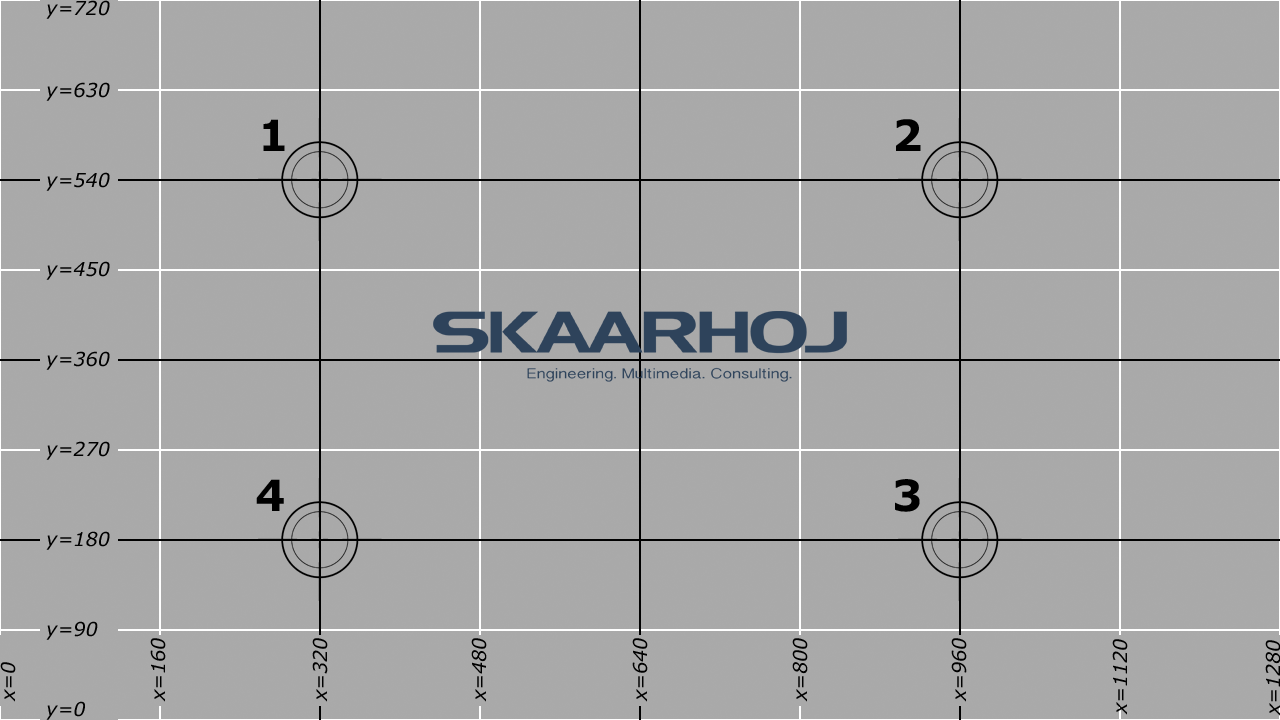 y=720
y=630
1
2
y=540
y=450
SKAARHOJ
y=360
Engineering. Multimedia. Consulting.
y=270
4
3
y=180
y=90
x=0
x=160
x=320
x=480
x=640
x=800
x=960
x=1120
x=1280
y=0